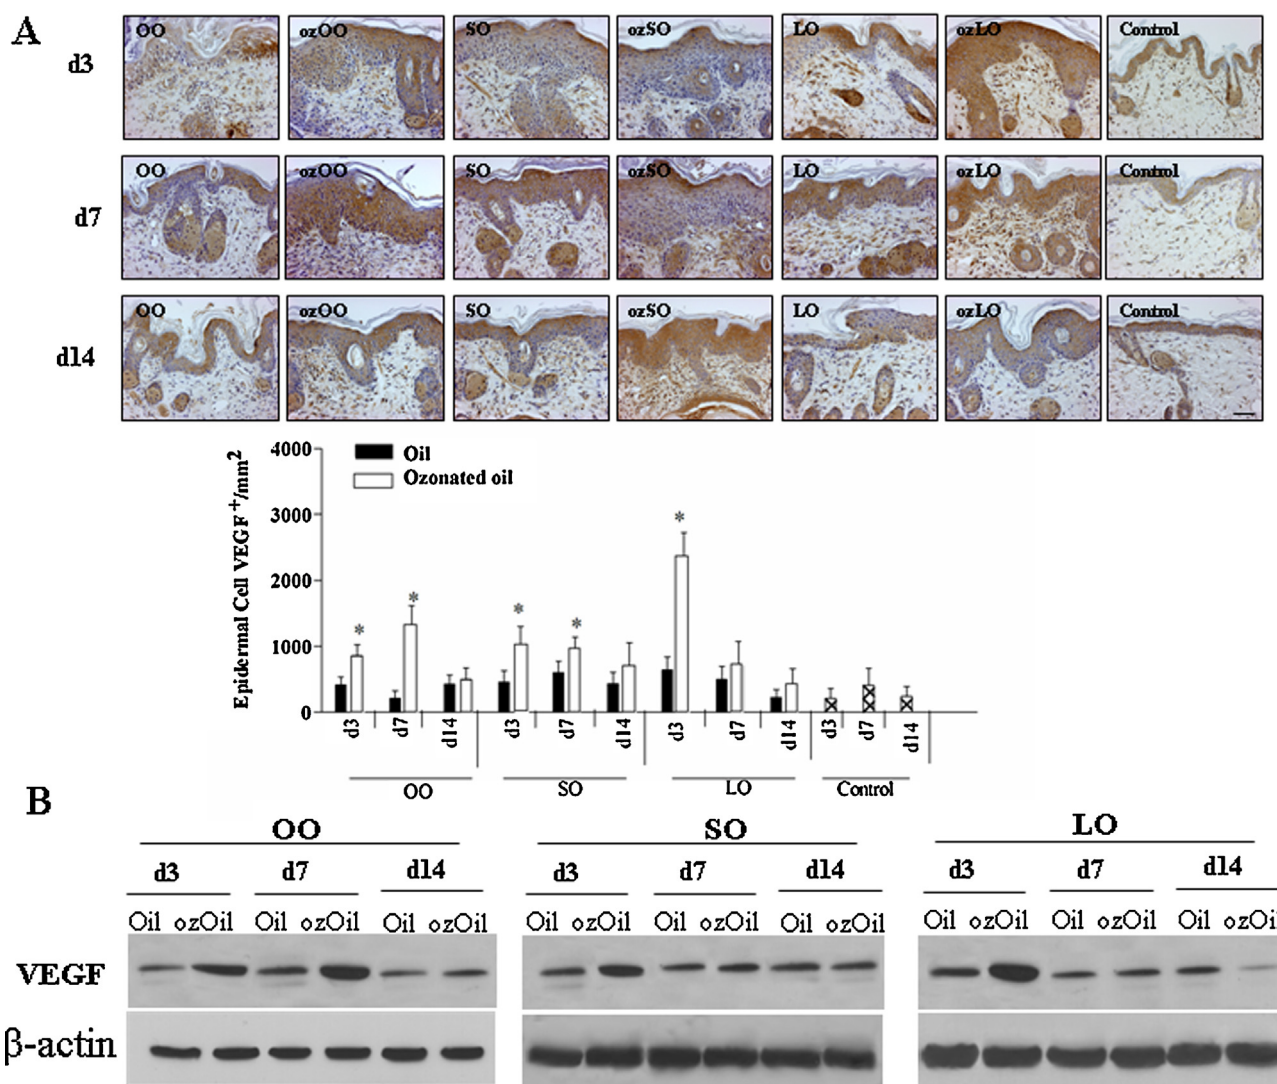 A
d3
OO ozOO SO ozSO LO ozLO Control
d7
OO ozOO SO ozSO LO ozLO Control
d14
OO ozOO SO ozSO LO ozLO Control
Epidermal Cell VEGF+/mm2
4000
3000
2000
1000
0
Oil
Ozonated oil
* * * * *
d3 d7 d14 d3 d7 d14 d3 d7 d14 d3 d7 d14
OO SO LO Control
B
OO SO LO
d3 d7 d14 d3 d7 d14 d3 d7 d14
Oil ozOil Oil ozOil Oil ozOil Oil ozOil Oil ozOil Oil ozOil Oil ozOil Oil ozOil Oil ozOil
VEGF
β-actin